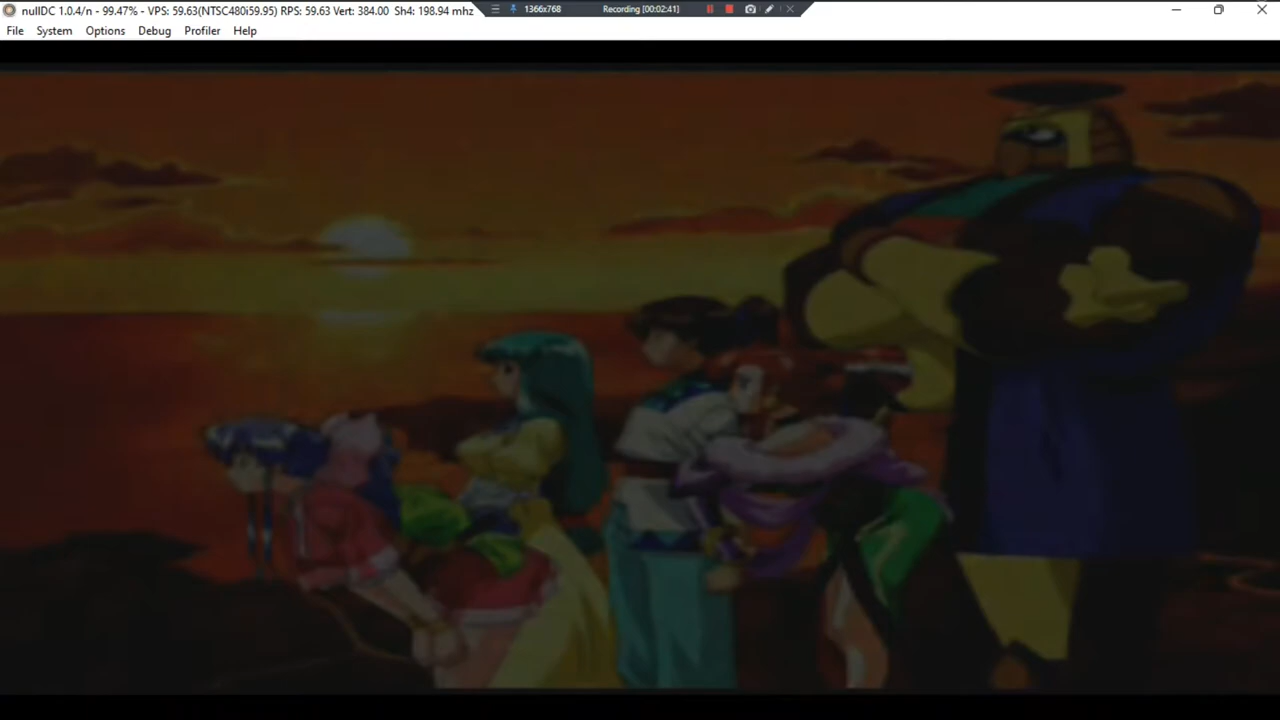 nullDC 1.0.4/n - 99.47% - VPS: 59.63(NTSC480i59.95) RPS: 59.63 Vert: 384.00 Sh4: 198.94 mhz
1366x768
Recording [00:02:41]
File System Options Debug Profiler Help